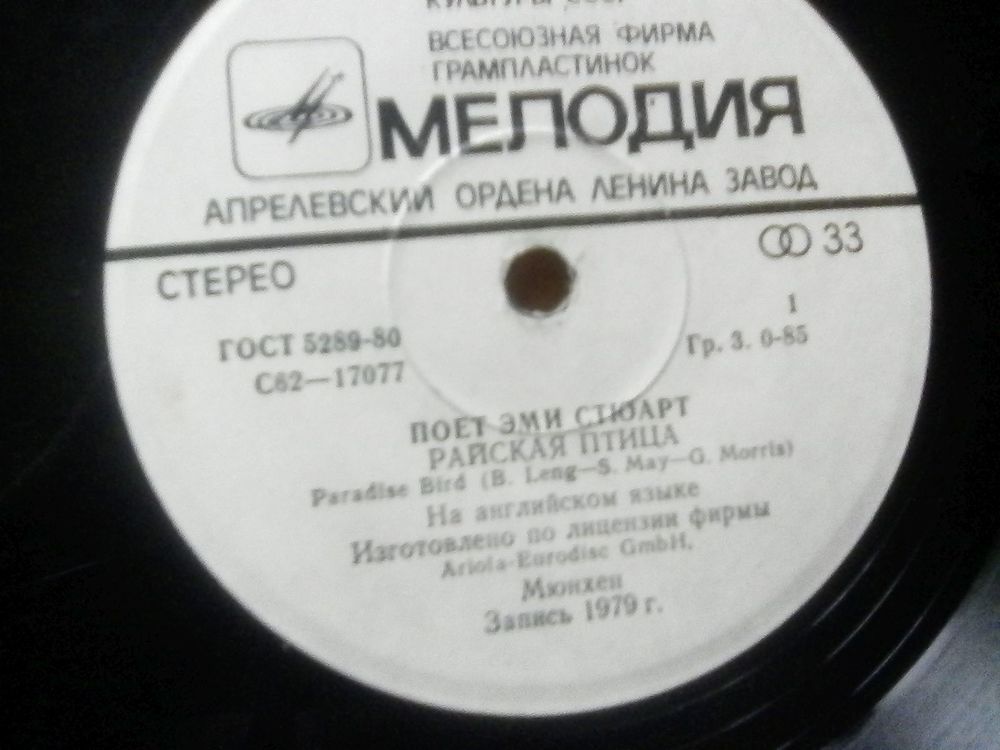 КУЛЬТУРЫ СССР
ВСЕСОЮЗНАЯ ФИРМА
ГРАМПЛАСТИНОК
МЕЛОДИЯ
АПРЕЛЕВСКИЙ ОРДЕНА ЛЕНИНА ЗАВОД
СТЕРЕО
33
ГОСТ 5289-80
1
С62—17077
Гр. 3. 0-85
ПОЕТ ЭМИ СТЮАРТ
РАЙСКАЯ ПТИЦА
Paradise Bird (B. Leng—S. May—G. Morris)
На английском языке
Изготовлено по лицензии фирмы
Ariola-Eurodisc GmbH,
Мюнхен
Запись 1979 г.